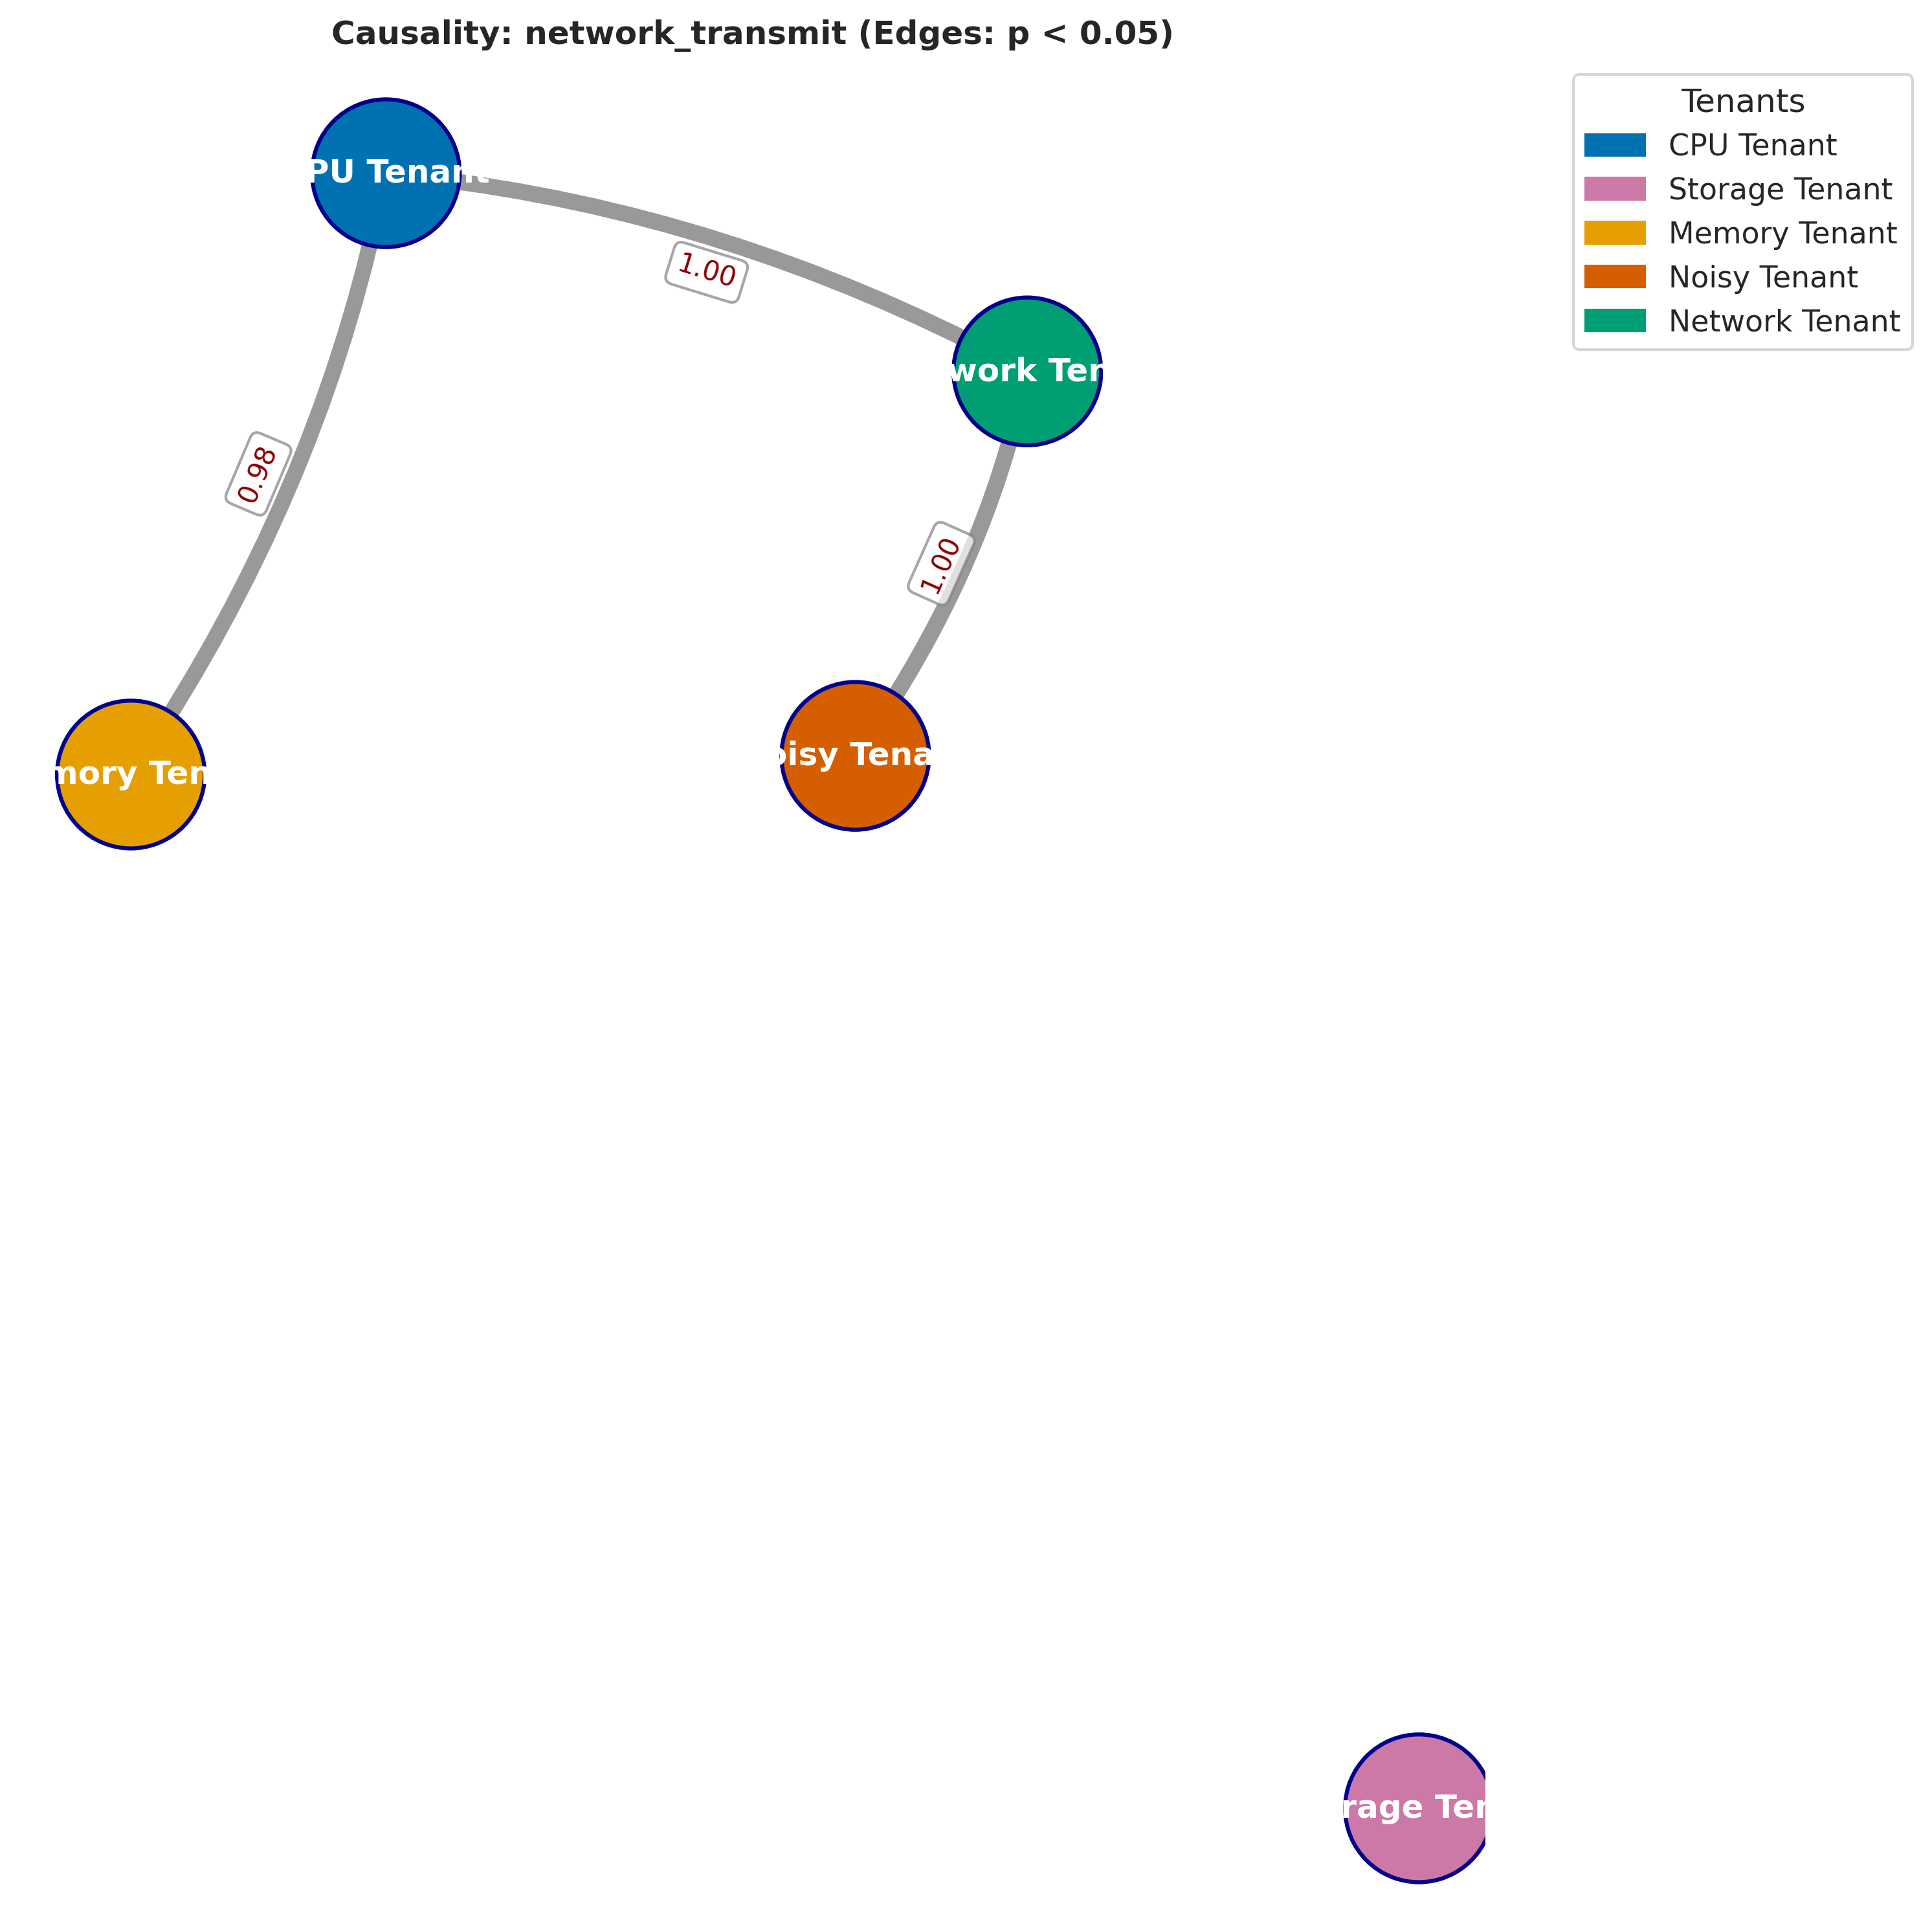 Causality: network_transmit (Edges: p < 0.05)
Tenants
CPU Tenant
Storage Tenant
Memory Tenant
Noisy Tenant
Network Tenant
PU Tenant
1.00
work Ten
0.98
1.00
oisy Tena
mory Ten
rage Ten